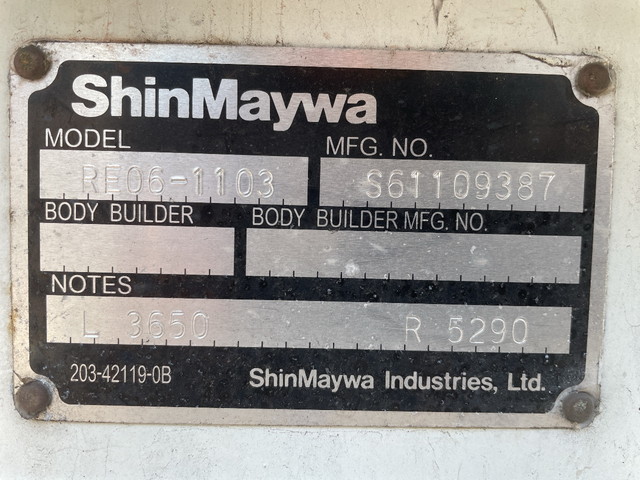 ShinMaywa
MODEL MFG. NO.
RE06-1103 S61109387
BODY BUILDER BODY BUILDER MFG. NO.
NOTES
L 3650 R 5290
203-42119-0B ShinMaywa Industries, Ltd.